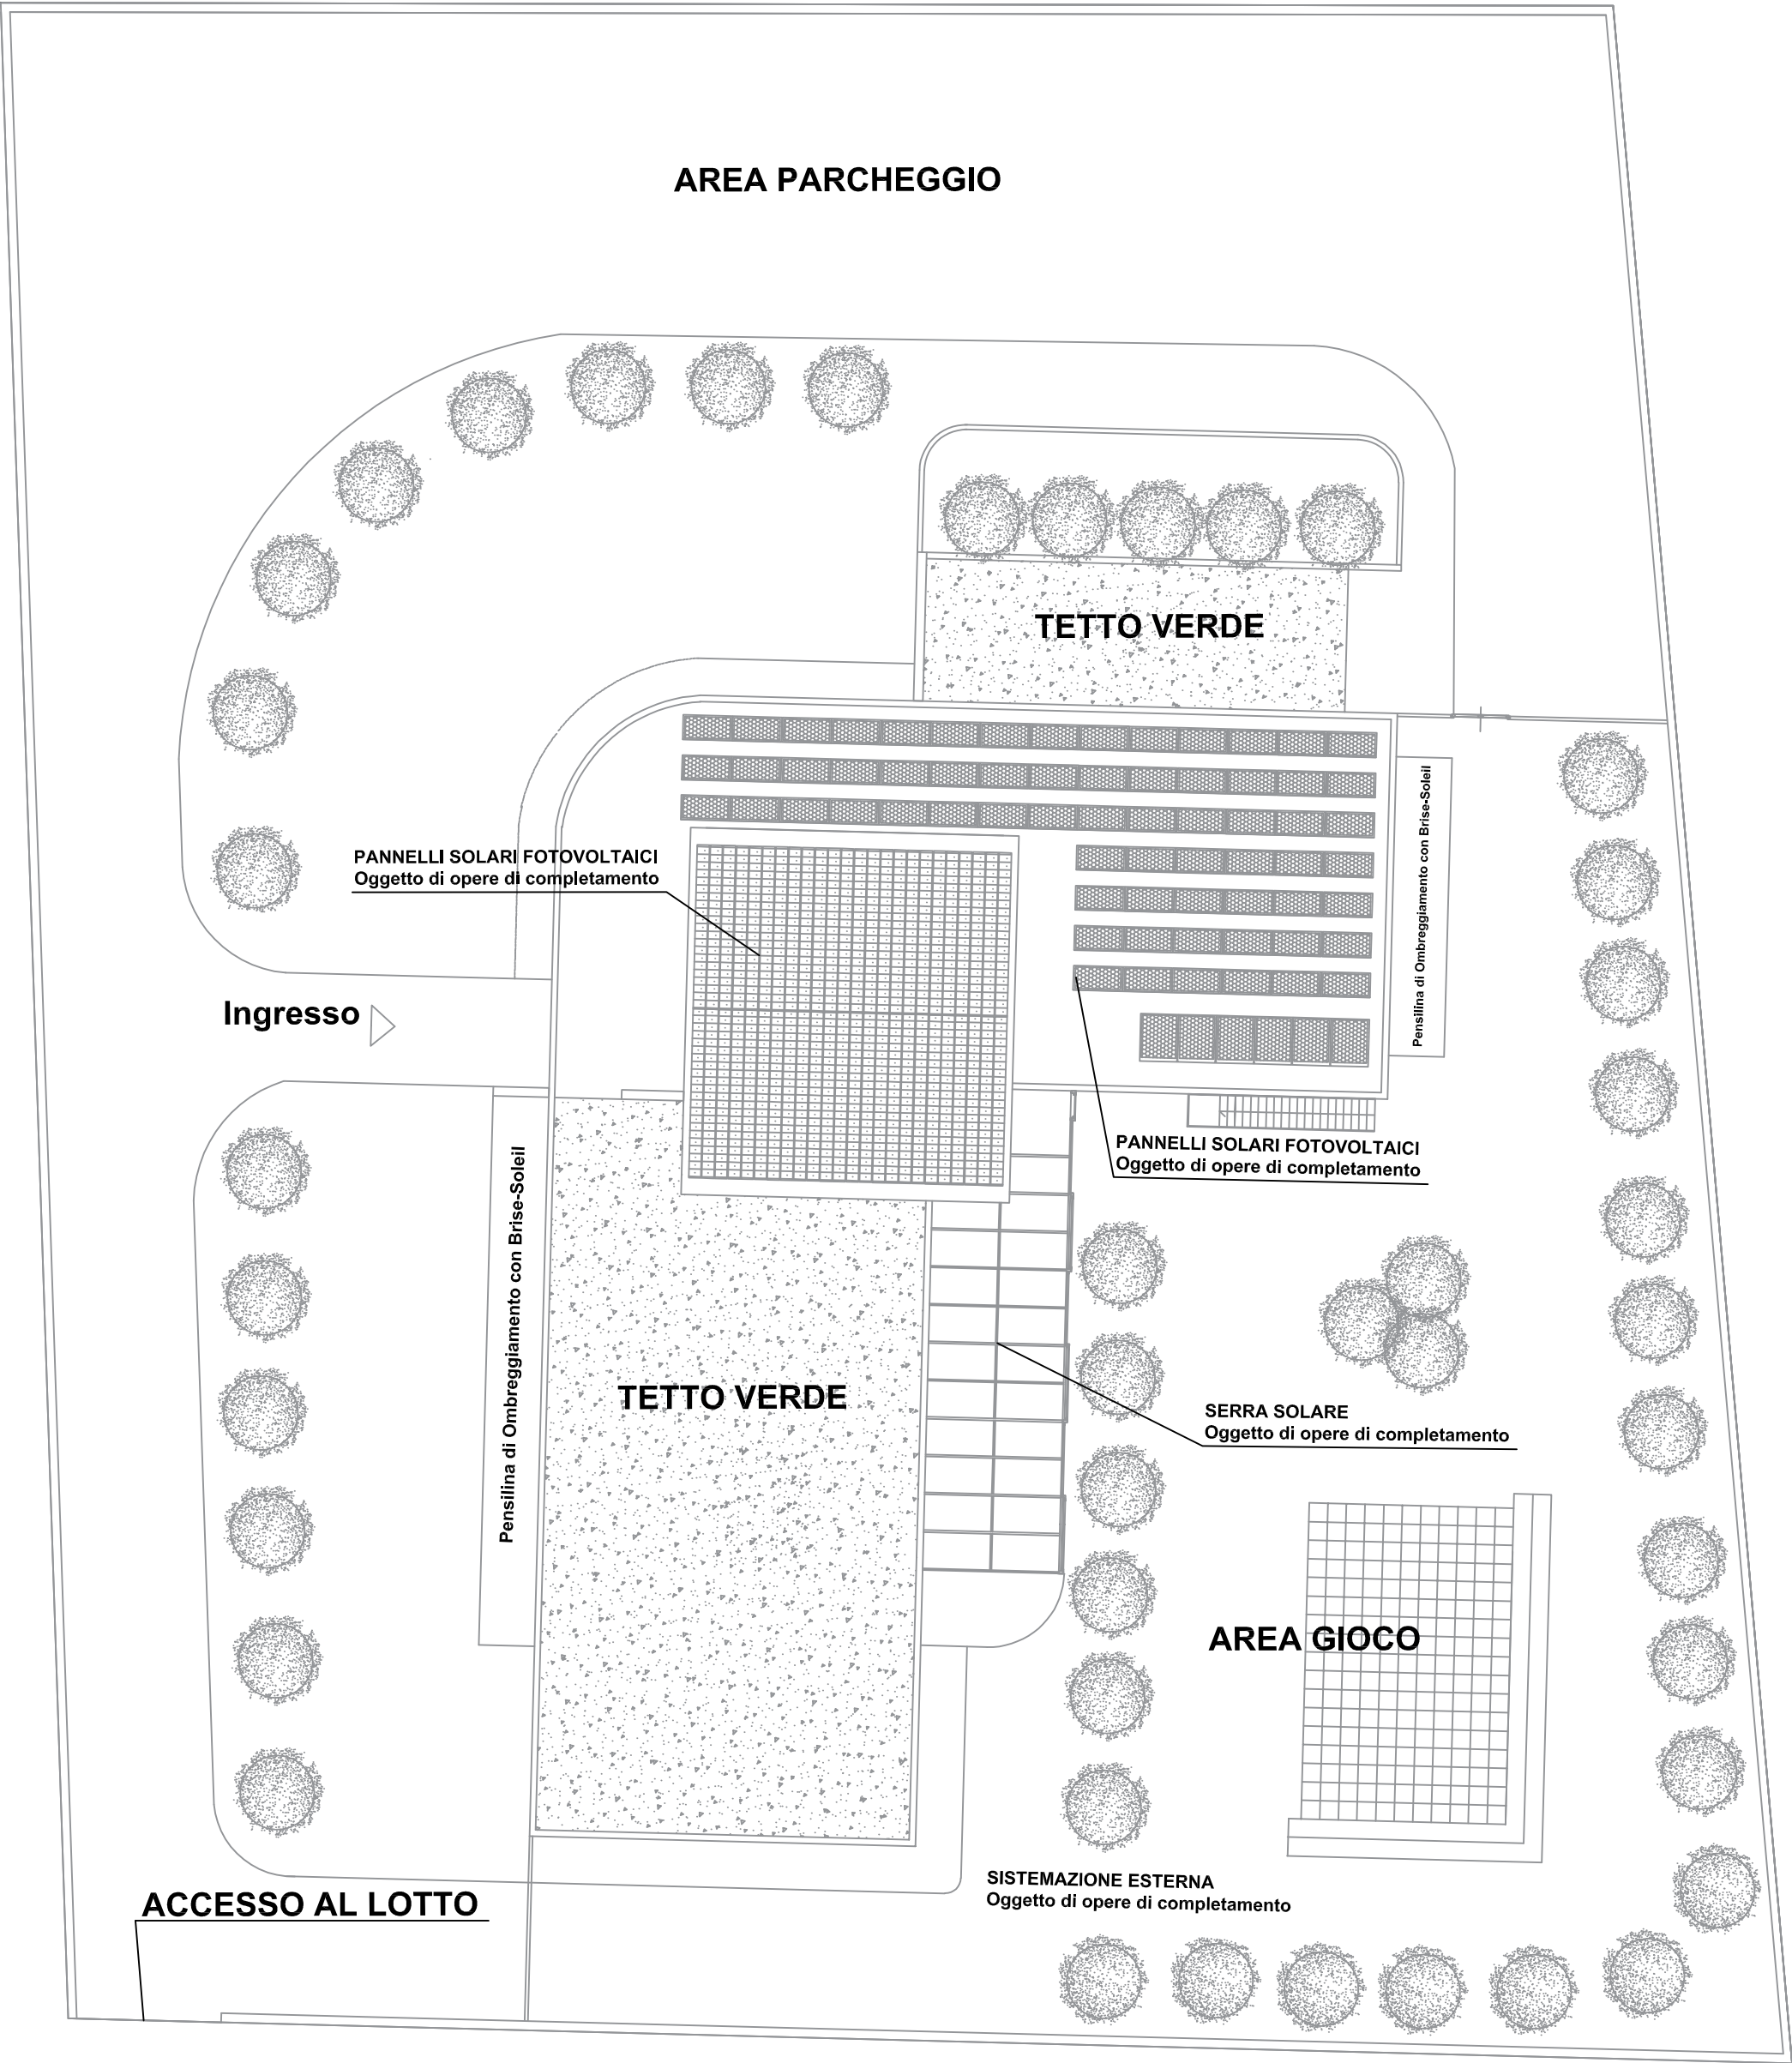 AREA PARCHEGGIO
TETTO VERDE
Pensilina di Ombreggiamento con Brise-Soleil
PANNELLI SOLARI FOTOVOLTAICI
Oggetto di opere di completamento
Ingresso
PANNELLI SOLARI FOTOVOLTAICI
Oggetto di opere di completamento
Pensilina di Ombreggiamento con Brise-Soleil
TETTO VERDE
SERRA SOLARE
Oggetto di opere di completamento
AREA GIOCO
SISTEMAZIONE ESTERNA
Oggetto di opere di completamento
ACCESSO AL LOTTO